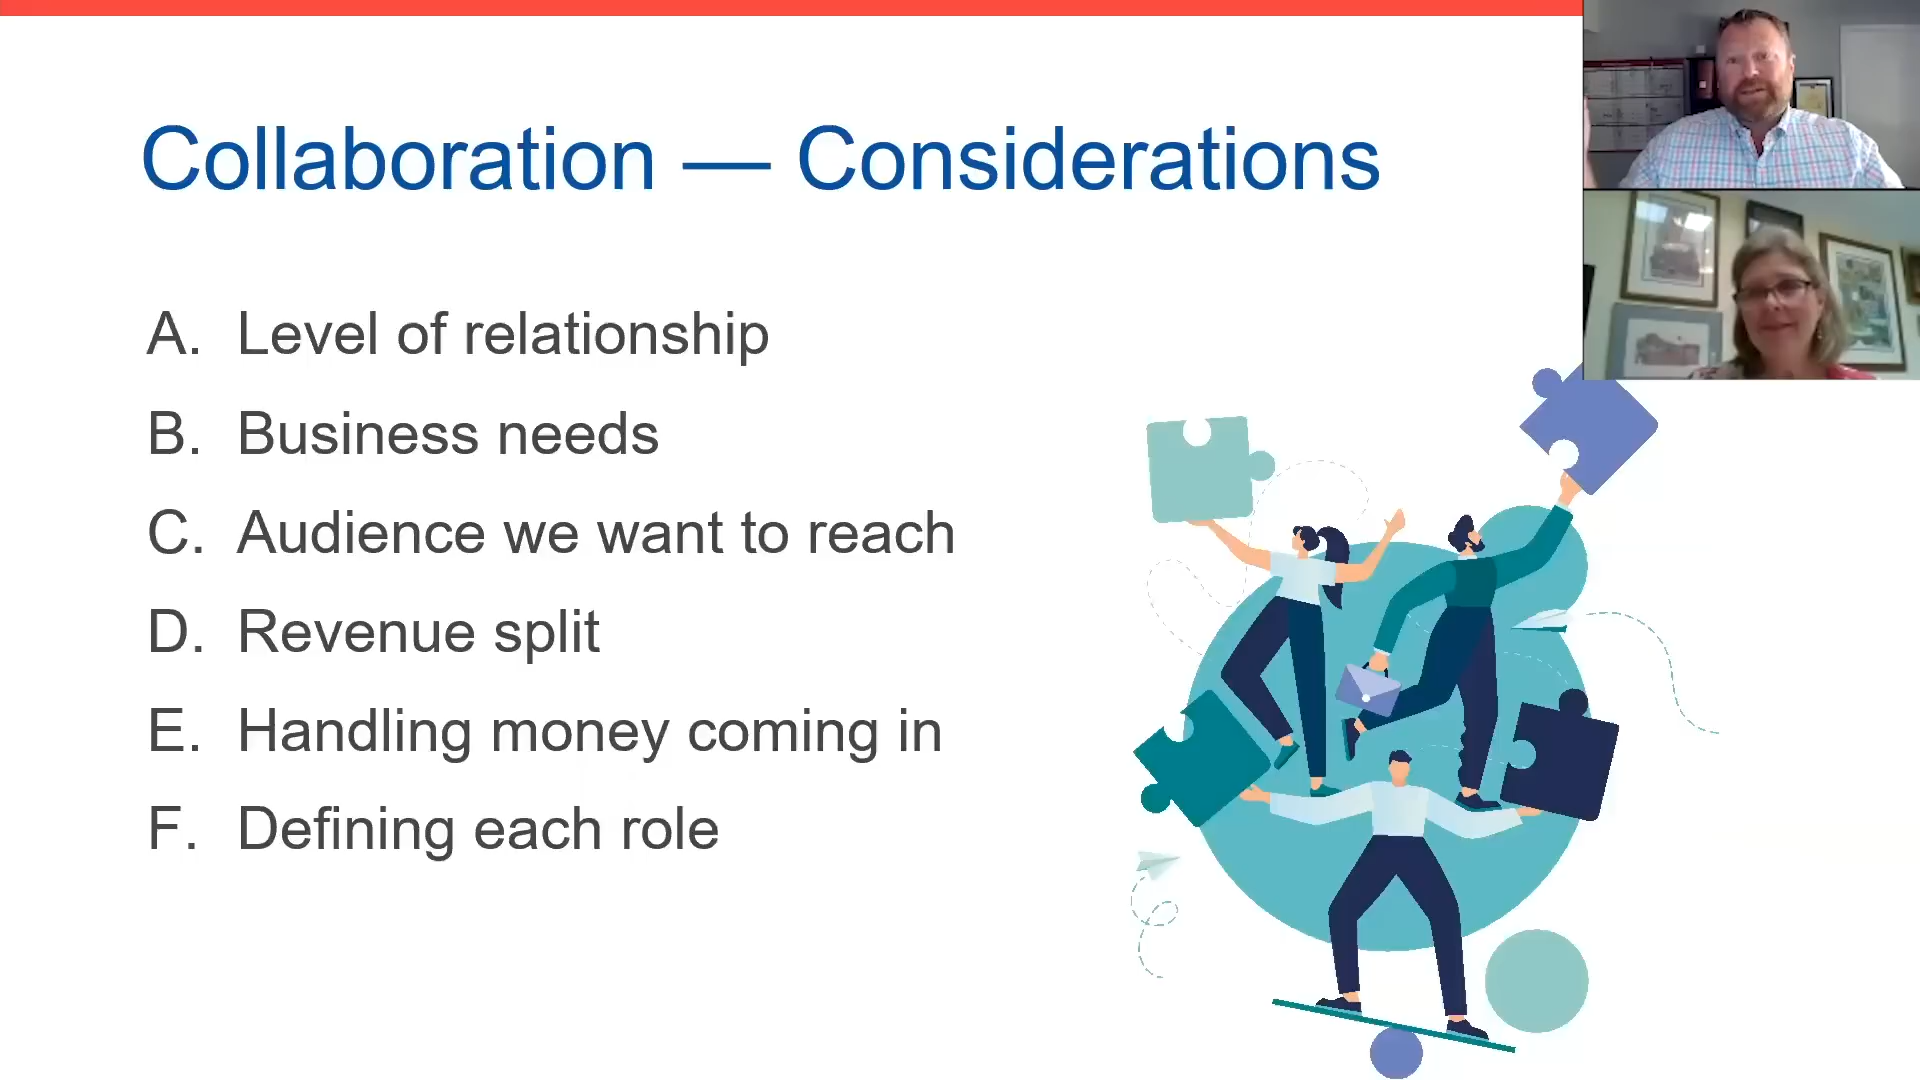 Collaboration — Considerations
A. Level of relationship
B. Business needs
C. Audience we want to reach
D. Revenue split
E. Handling money coming in
F. Defining each role